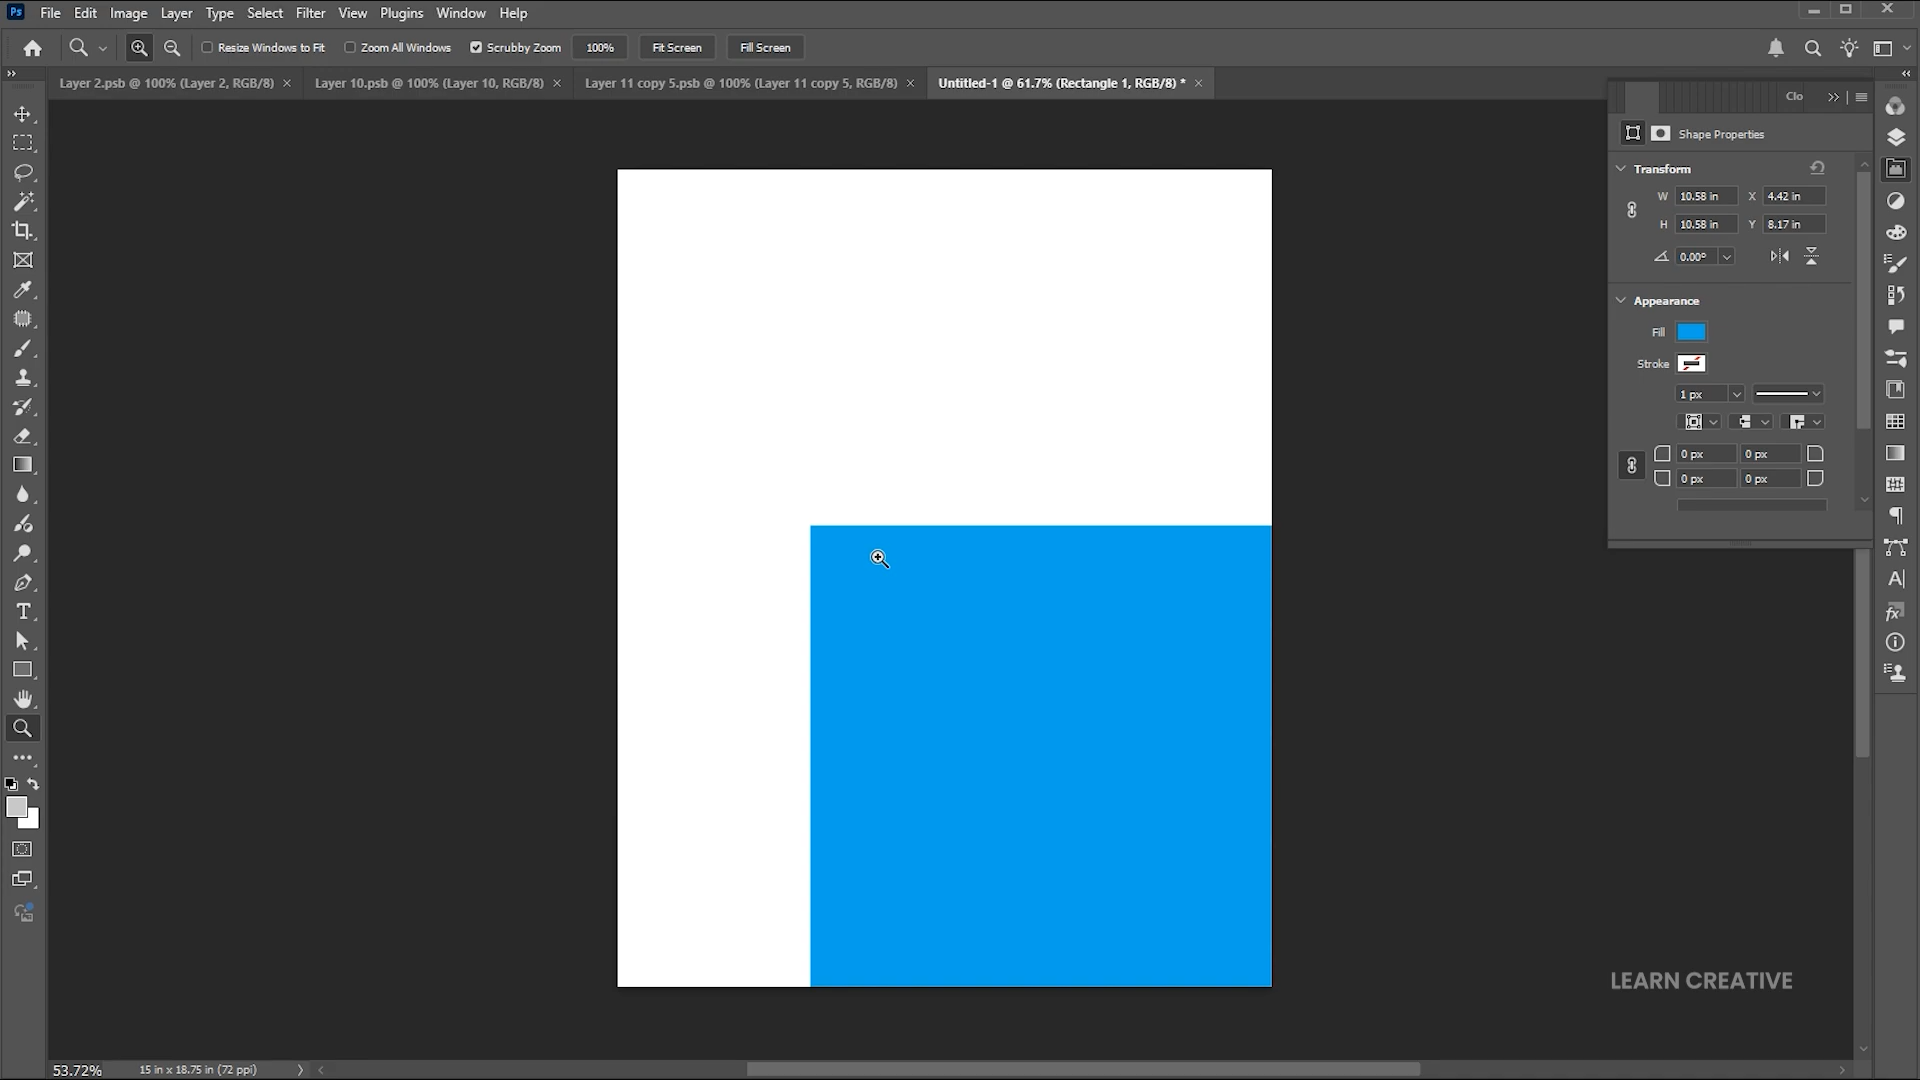 Ps File Edit Image Layer Type Select Filter View Plugins Window Help
Resize Windows to Fit Zoom All Windows Scrubby Zoom 100% Fit Screen Fill Screen
Layer 2.psb @ 100% (Layer 2, RGB/8) × Layer 10.psb @ 100% (Layer 10, RGB/8) × Layer 11 copy 5.psb @ 100% (Layer 11 copy 5, RGB/8) × Untitled-1 @ 61.7% (Rectangle 1, RGB/8) * ×
Clo
Shape Properties
Transform
W 10.58 in X 4.42 in
H 10.58 in Y 8.17 in
0.00°
Appearance
Fill
Stroke
1 px
0 px 0 px
0 px 0 px
LEARN CREATIVE
53.72% 15 in x 18.75 in (72 ppi)